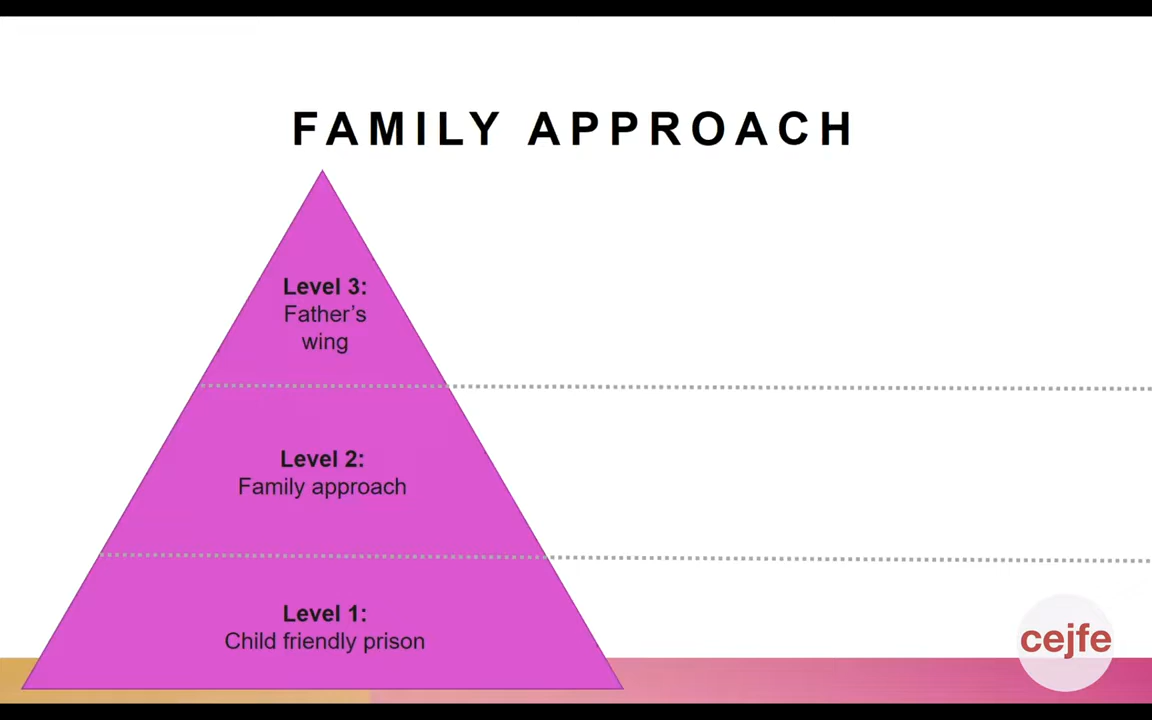 FAMILY APPROACH
Level 3:
Father's
wing
Level 2:
Family approach
Level 1:
Child friendly prison
cejfe